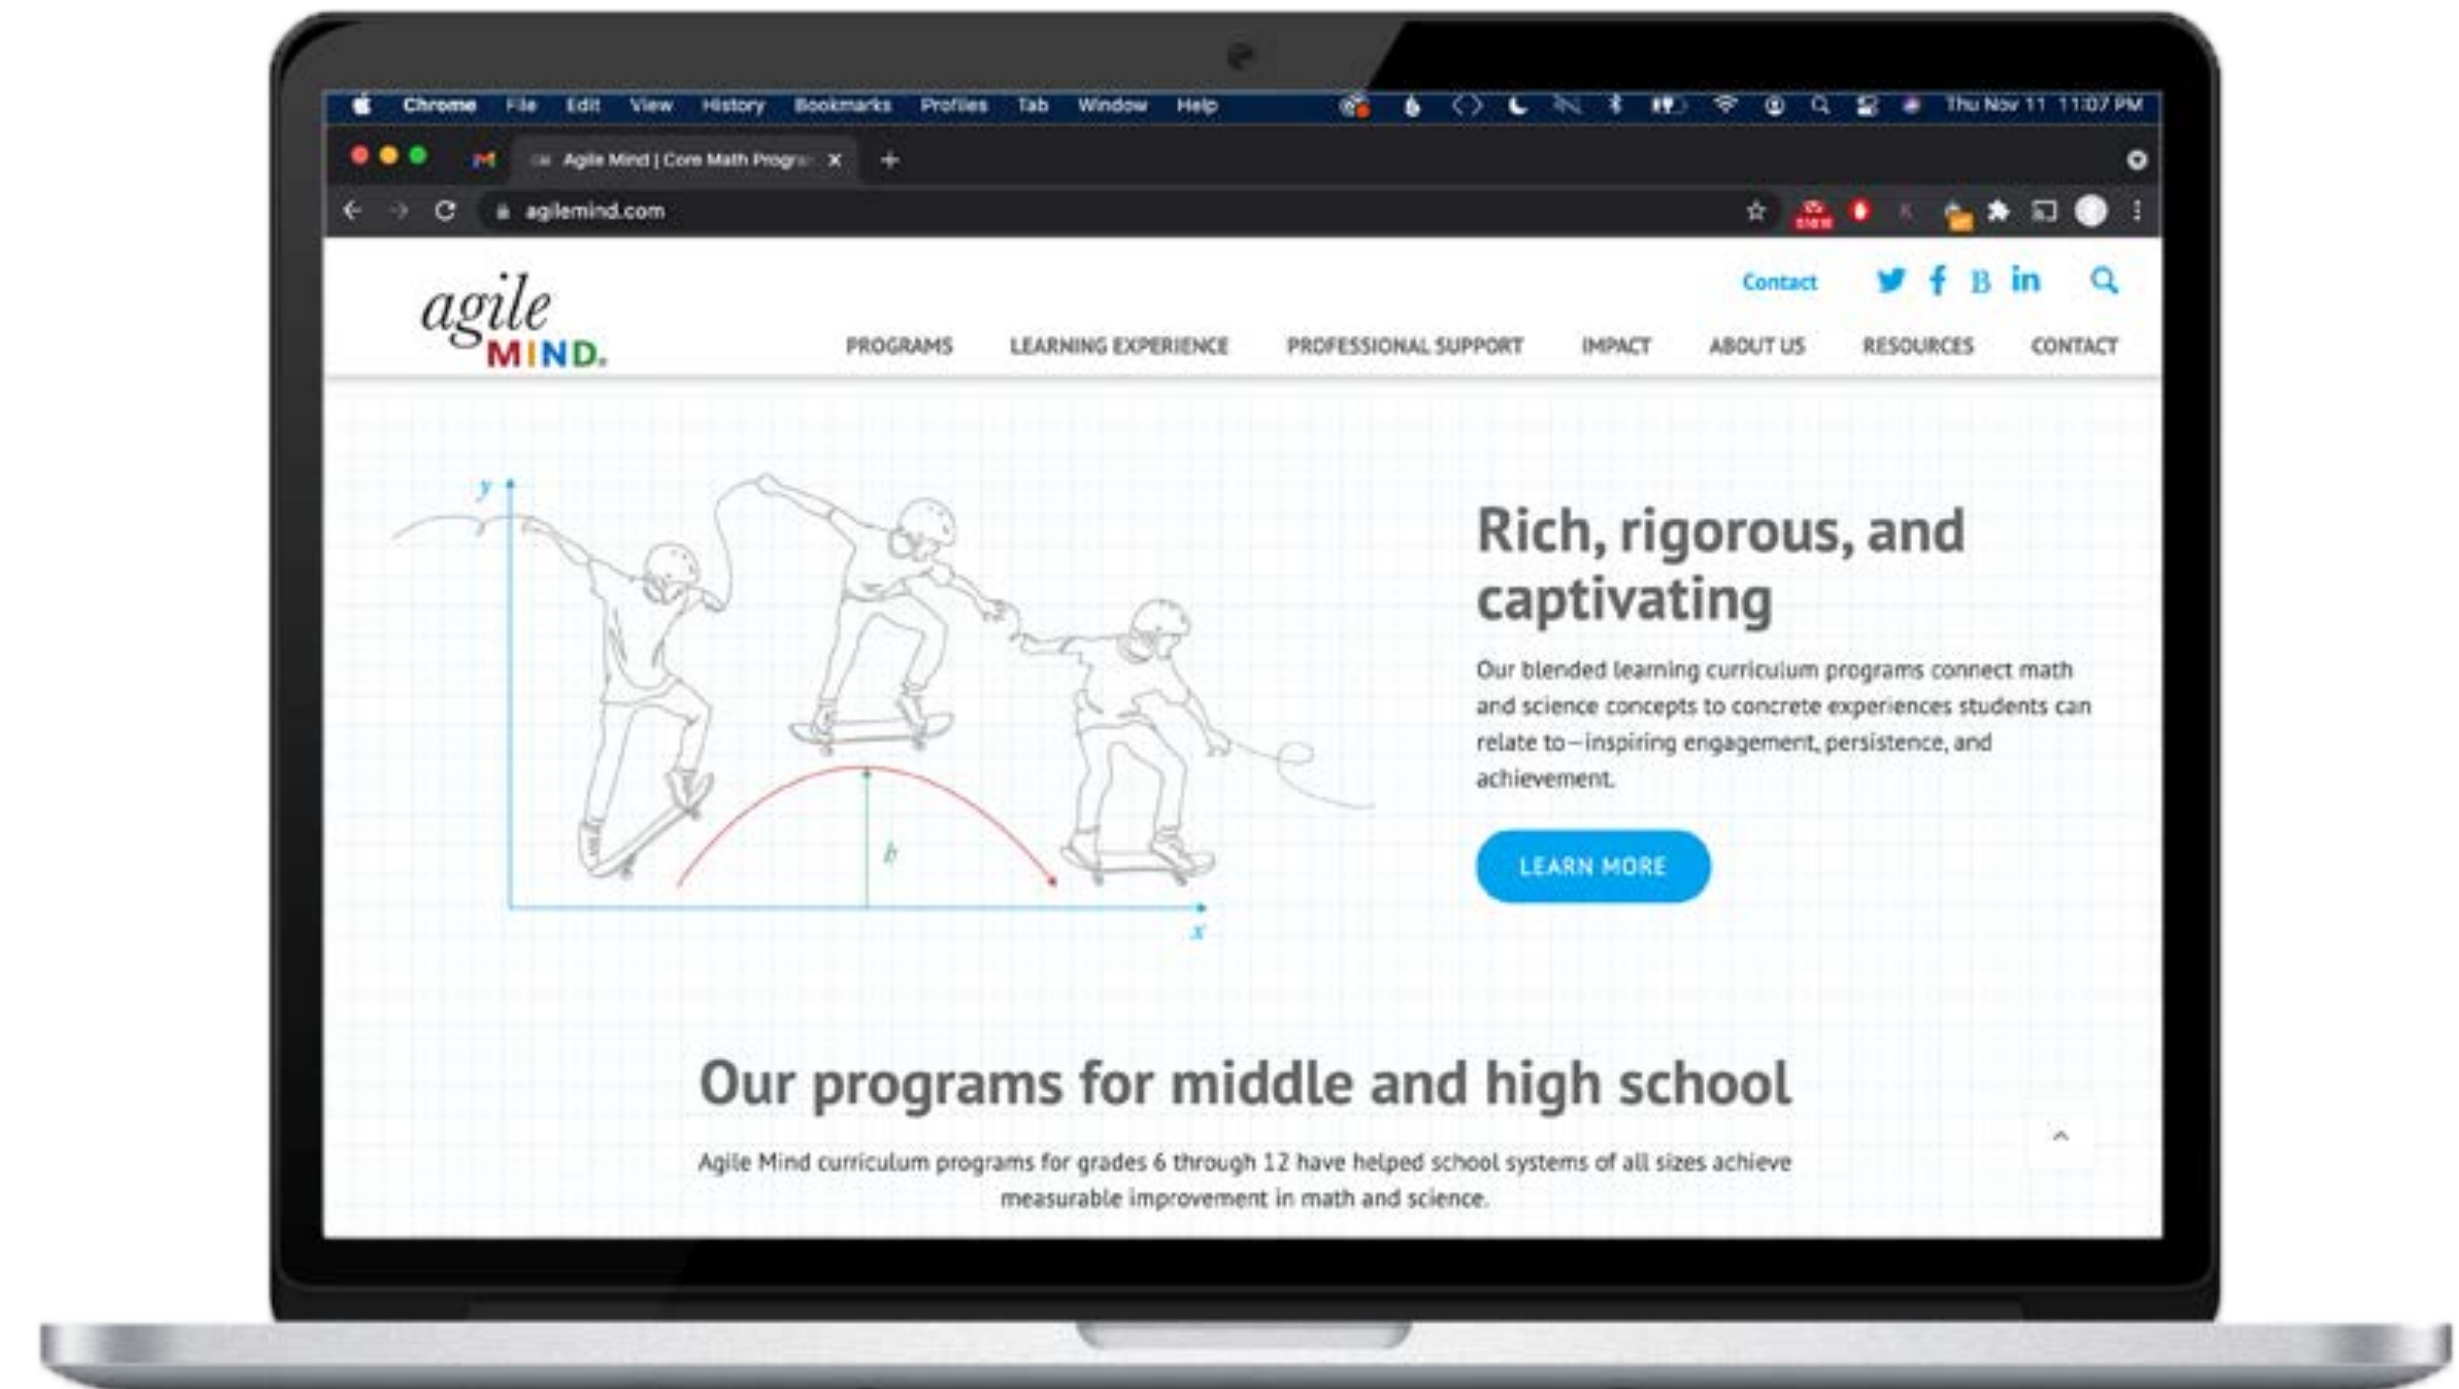 Chrome File Edit View History Bookmarks Profiles Tab Window Help Thu Nov 11 11:07 PM
Agile Mind | Core Math Progra
agilemind.com
agile
MIND.
Contact
PROGRAMS LEARNING EXPERIENCE PROFESSIONAL SUPPORT IMPACT ABOUT US RESOURCES CONTACT
y
Rich, rigorous, and
captivating
Our blended learning curriculum programs connect math
and science concepts to concrete experiences students can
relate to—inspiring engagement, persistence, and
achievement.
h
LEARN MORE
x
Our programs for middle and high school
Agile Mind curriculum programs for grades 6 through 12 have helped school systems of all sizes achieve
measurable improvement in math and science.